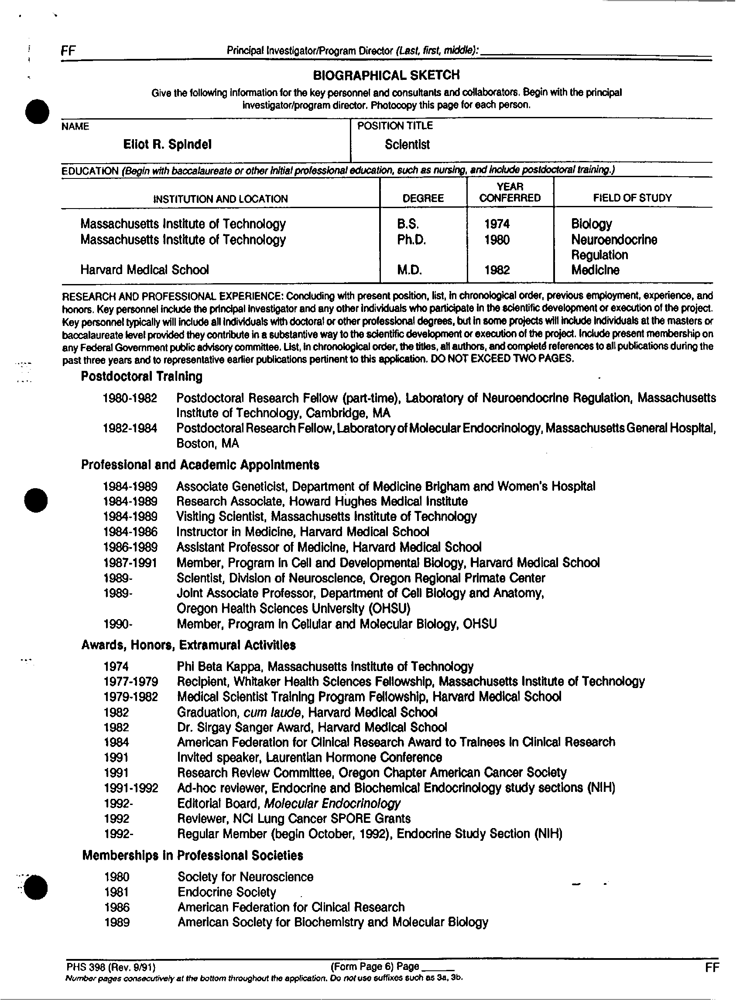 FF Principal Investigator/Program Director (Last, first, middle):
BIOGRAPHICAL SKETCH
Give the following information for the key personnel and consultants and collaborators. Begin with the principal
investigator/program director. Photocopy this page for each person.
NAME POSITION TITLE
Eliot R. Spindel Scientist
EDUCATION (Begin with baccalaureate or other initial professional education, such as nursing, and include postdoctoral training.)
INSTITUTION AND LOCATION DEGREE YEAR CONFERRED FIELD OF STUDY
Massachusetts Institute of Technology B.S. 1974 Biology
Massachusetts Institute of Technology Ph.D. 1980 Neuroendocrine
Regulation
Harvard Medical School M.D. 1982 Medicine
RESEARCH AND PROFESSIONAL EXPERIENCE: Concluding with present position, list, in chronological order, previous employment, experience, and
honors. Key personnel include the principal investigator and any other individuals who participate in the scientific development or execution of the project.
Key personnel typically will include all individuals with doctoral or other professional degrees, but in some projects will include individuals at the masters or
baccalaureate level provided they contribute in a substantive way to the scientific development or execution of the project. Include present membership on
any Federal Government public advisory committee. List, in chronological order, the titles, all authors, and complete references to all publications during the
past three years and to representative earlier publications pertinent to this application. DO NOT EXCEED TWO PAGES.
Postdoctoral Training
1980-1982 Postdoctoral Research Fellow (part-time), Laboratory of Neuroendocrine Regulation, Massachusetts
Institute of Technology, Cambridge, MA
1982-1984 Postdoctoral Research Fellow, Laboratory of Molecular Endocrinology, Massachusetts General Hospital,
Boston, MA
Professional and Academic Appointments
1984-1989 Associate Geneticist, Department of Medicine Brigham and Women's Hospital
1984-1989 Research Associate, Howard Hughes Medical Institute
1984-1989 Visiting Scientist, Massachusetts Institute of Technology
1984-1986 Instructor in Medicine, Harvard Medical School
1986-1989 Assistant Professor of Medicine, Harvard Medical School
1987-1991 Member, Program in Cell and Developmental Biology, Harvard Medical School
1989- Scientist, Division of Neuroscience, Oregon Regional Primate Center
1989- Joint Associate Professor, Department of Cell Biology and Anatomy,
Oregon Health Sciences University (OHSU)
1990- Member, Program in Cellular and Molecular Biology, OHSU
Awards, Honors, Extramural Activities
1974 Phi Beta Kappa, Massachusetts Institute of Technology
1977-1979 Recipient, Whitaker Health Sciences Fellowship, Massachusetts Institute of Technology
1979-1982 Medical Scientist Training Program Fellowship, Harvard Medical School
1982 Graduation, cum laude, Harvard Medical School
1982 Dr. Sirgay Sanger Award, Harvard Medical School
1984 American Federation for Clinical Research Award to Trainees in Clinical Research
1991 Invited speaker, Laurentian Hormone Conference
1991 Research Review Committee, Oregon Chapter American Cancer Society
1991-1992 Ad-hoc reviewer, Endocrine and Biochemical Endocrinology study sections (NIH)
1992- Editorial Board, Molecular Endocrinology
1992 Reviewer, NCI Lung Cancer SPORE Grants
1992- Regular Member (begin October, 1992), Endocrine Study Section (NIH)
Memberships in Professional Societies
1980 Society for Neuroscience
1981 Endocrine Society
1986 American Federation for Clinical Research
1989 American Society for Biochemistry and Molecular Biology
PHS 398 (Rev. 9/91) (Form Page 6) Page FF
Number pages consecutively at the bottom throughout the application. Do not use suffixes such as 3a, 3b.